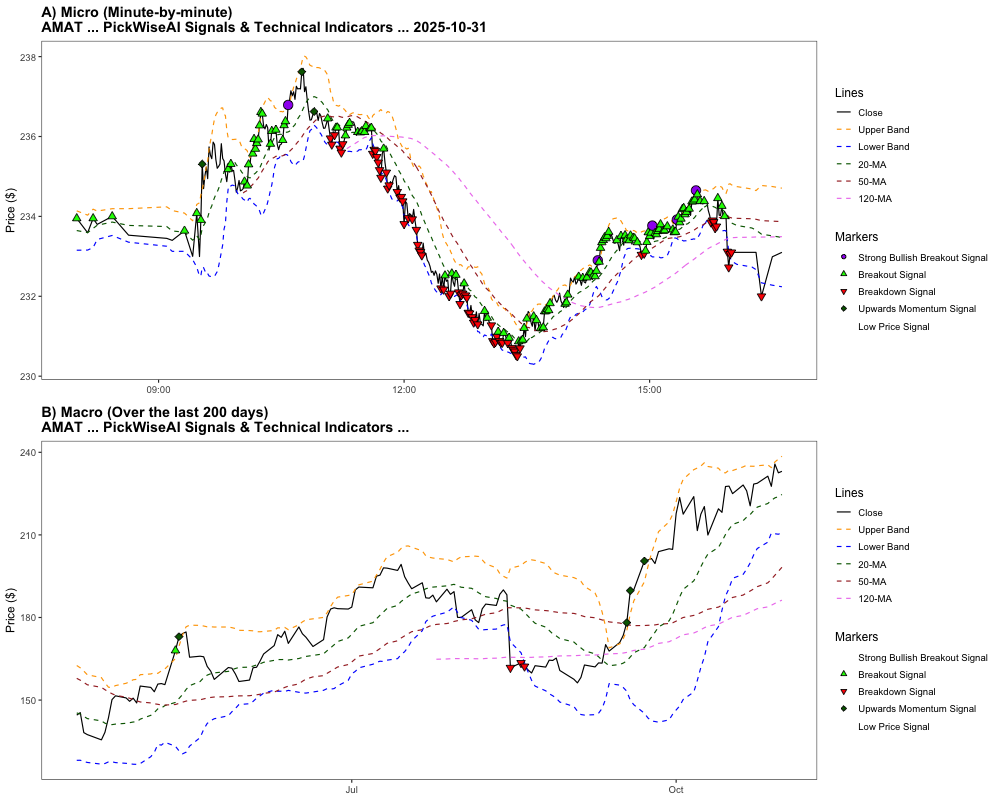 A) Micro (Minute-by-minute)
AMAT ... PickWiseAI Signals & Technical Indicators ... 2025-10-31
Price ($)
238
236
234
232
230
09:00
12:00
15:00
Lines
Close
Upper Band
Lower Band
20-MA
50-MA
120-MA
Markers
Strong Bullish Breakout Signal
Breakout Signal
Breakdown Signal
Upwards Momentum Signal
Low Price Signal
B) Macro (Over the last 200 days)
AMAT ... PickWiseAI Signals & Technical Indicators ...
Price ($)
240
210
180
150
Jul
Oct
Lines
Close
Upper Band
Lower Band
20-MA
50-MA
120-MA
Markers
Strong Bullish Breakout Signal
Breakout Signal
Breakdown Signal
Upwards Momentum Signal
Low Price Signal